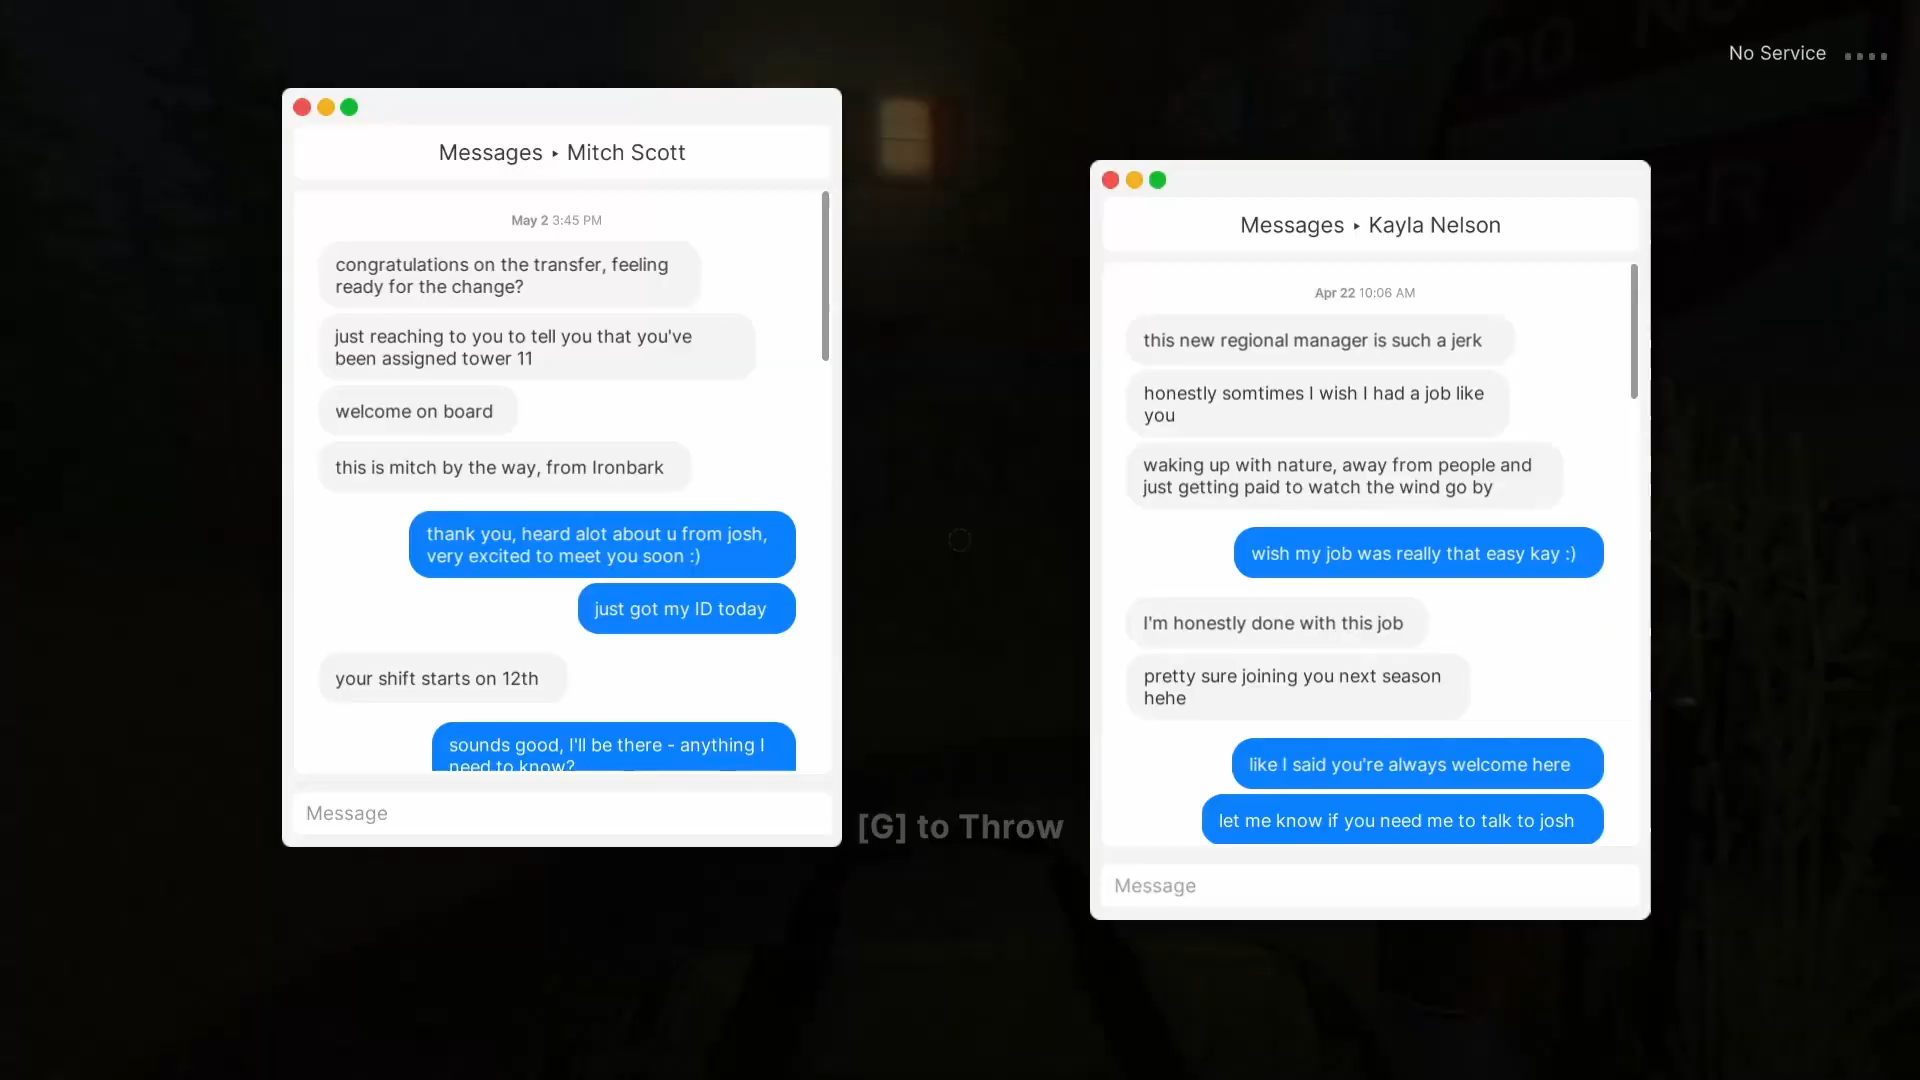 No Service
Messages ‣ Mitch Scott
May 2 3:45 PM
congratulations on the transfer, feeling
ready for the change?
just reaching to you to tell you that you've
been assigned tower 11
welcome on board
this is mitch by the way, from Ironbark
thank you, heard alot about u from josh,
very excited to meet you soon :)
just got my ID today
your shift starts on 12th
sounds good, I'll be there - anything I
need to know?
Message
[G] to Throw
Messages ‣ Kayla Nelson
Apr 22 10:06 AM
this new regional manager is such a jerk
honestly somtimes I wish I had a job like
you
waking up with nature, away from people and
just getting paid to watch the wind go by
wish my job was really that easy kay :)
I'm honestly done with this job
pretty sure joining you next season
hehe
like I said you're always welcome here
let me know if you need me to talk to josh
Message
DO NO